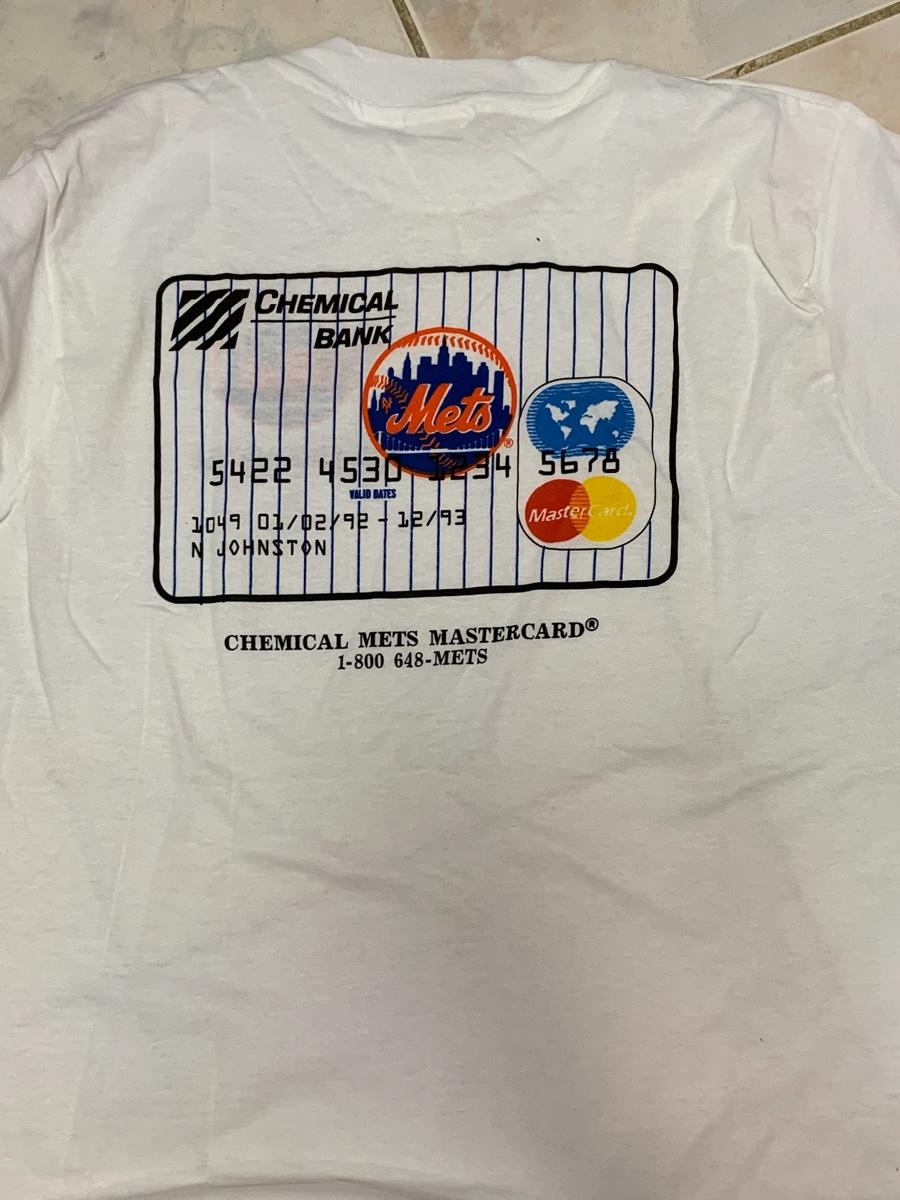 CHEMICAL
BANK
Mets
®
5422 4530 1234 5678
VALID DATES
MasterCard.
1049 01/02/92 - 12/93
N JOHNSTON
CHEMICAL METS MASTERCARD®
1-800 648-METS